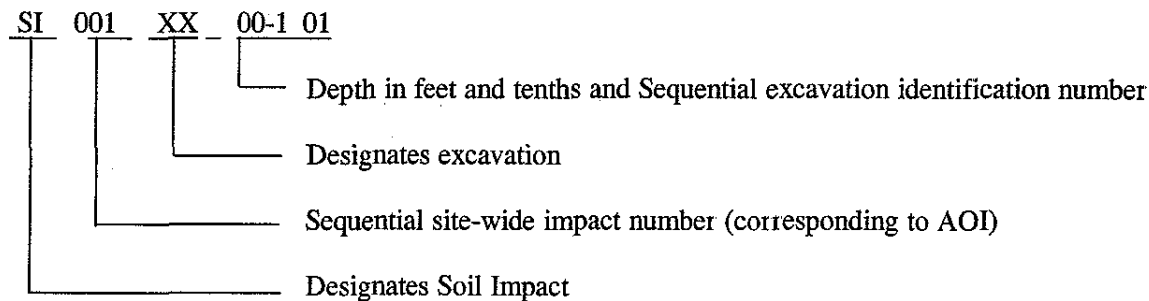 SI 001 XX _ 00-1 01
Depth in feet and tenths and Sequential excavation identification number
Designates excavation
Sequential site-wide impact number (corresponding to AOI)
Designates Soil Impact